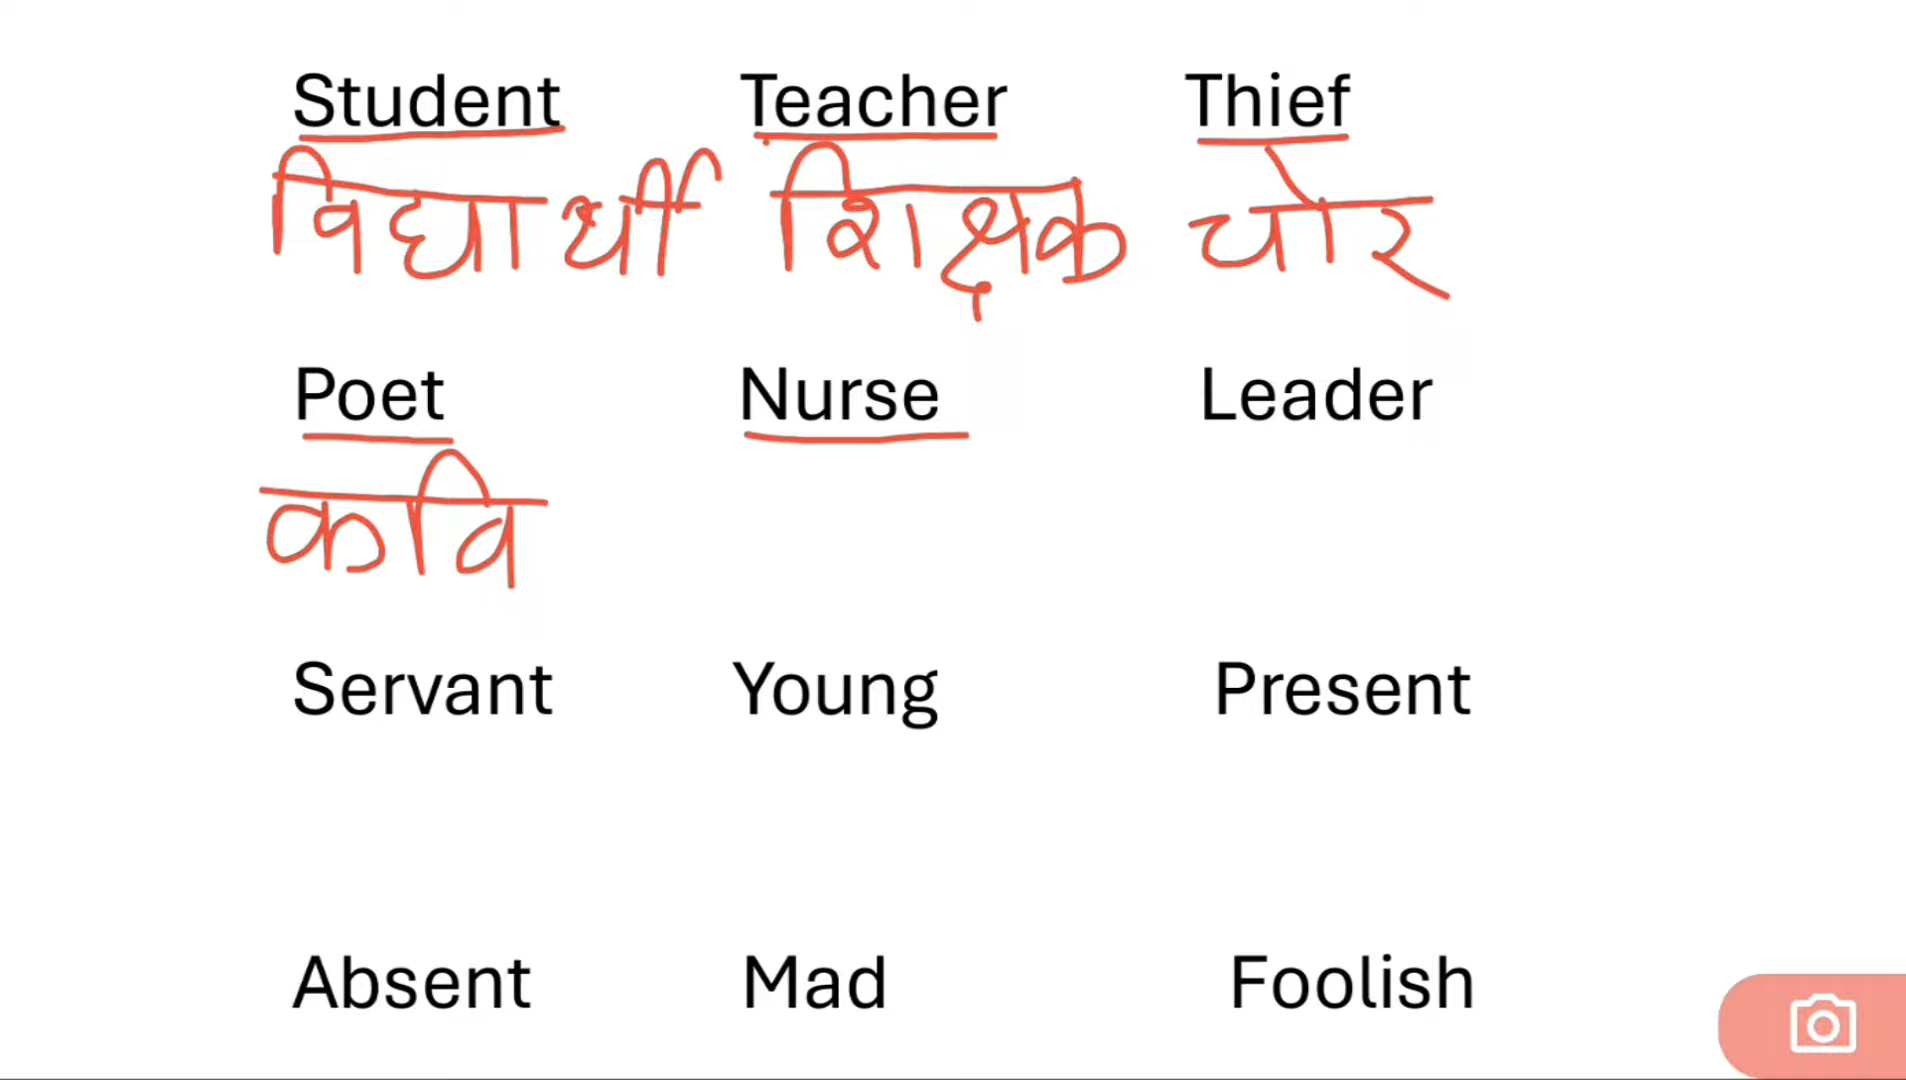 Student Teacher Thief
विद्यार्थी शिक्षक चोर
Poet Nurse Leader
कवि
Servant Young Present
Absent Mad Foolish